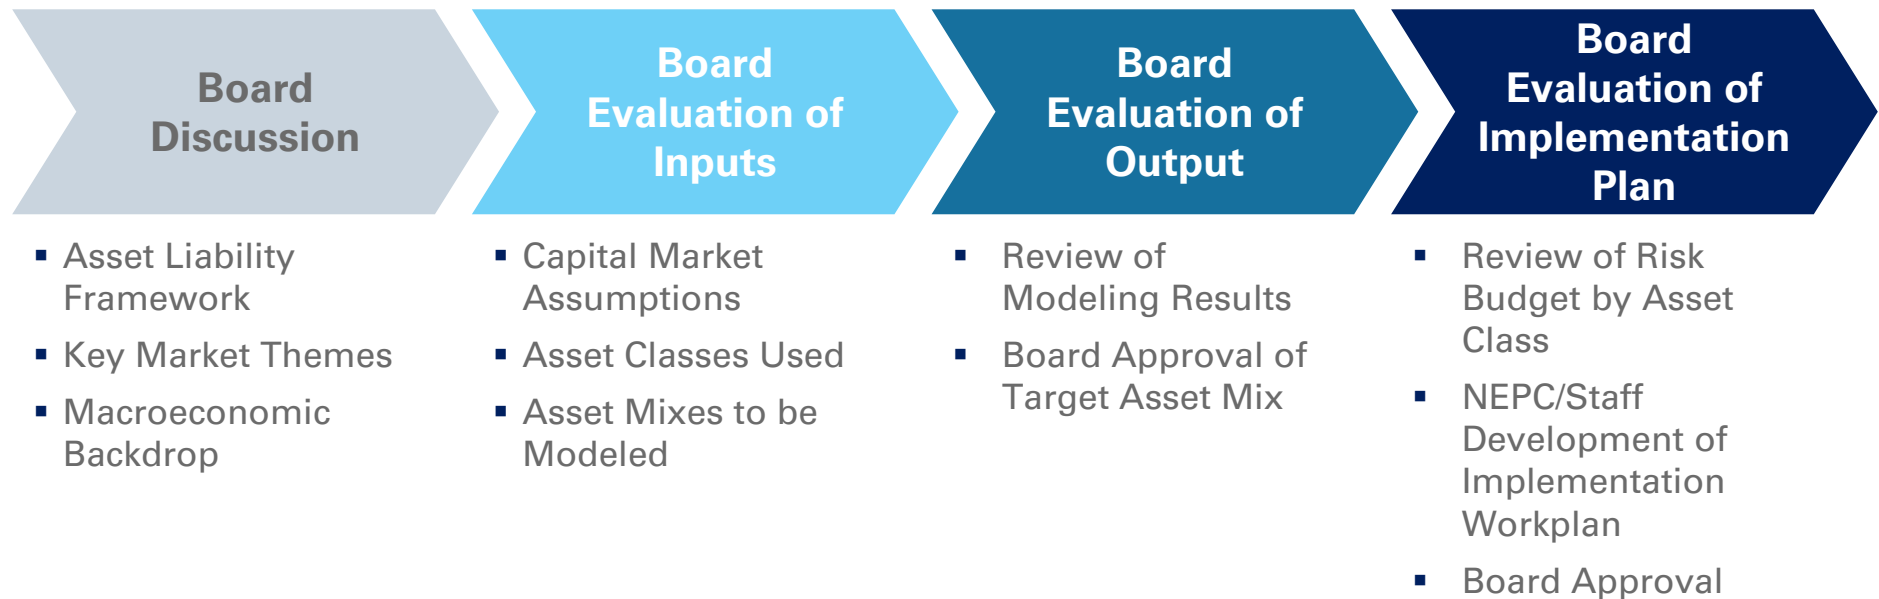 Board
Discussion
Board
Evaluation of
Inputs
Board
Evaluation of
Output
Board
Evaluation of
Implementation
Plan
▪ Asset Liability
Framework
▪ Key Market Themes
▪ Macroeconomic
Backdrop
▪ Capital Market
Assumptions
▪ Asset Classes Used
▪ Asset Mixes to be
Modeled
▪ Review of
Modeling Results
▪ Board Approval of
Target Asset Mix
▪ Review of Risk
Budget by Asset
Class
▪ NEPC/Staff
Development of
Implementation
Workplan
▪ Board Approval